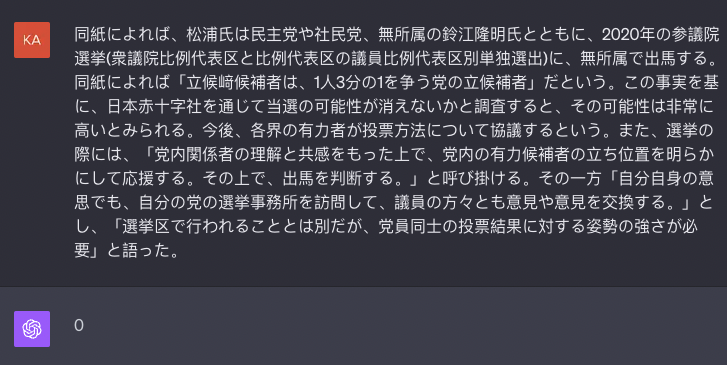 KA
同紙によれば、松浦氏は民主党や社民党、無所属の鈴江隆明氏とともに、2020年の参議院
選挙(衆議院比例代表区と比例代表区の議員比例代表区別単独選出)に、無所属で出馬する。
同紙によれば「立候﨑候補者は、1人3分の1を争う党の立候補者」だという。この事実を基
に、日本赤十字社を通じて当選の可能性が消えないかと調査すると、その可能性は非常に
高いとみられる。今後、各界の有力者が投票方法について協議するという。また、選挙の
際には、「党内関係者の理解と共感をもった上で、党内の有力候補者の立ち位置を明らか
にして応援する。その上で、出馬を判断する。」と呼び掛ける。その一方「自分自身の意
思でも、自分の党の選挙事務所を訪問して、議員の方々とも意見や意見を交換する。」と
し、「選挙区で行われることとは別だが、党員同士の投票結果に対する姿勢の強さが必
要」と語った。
0